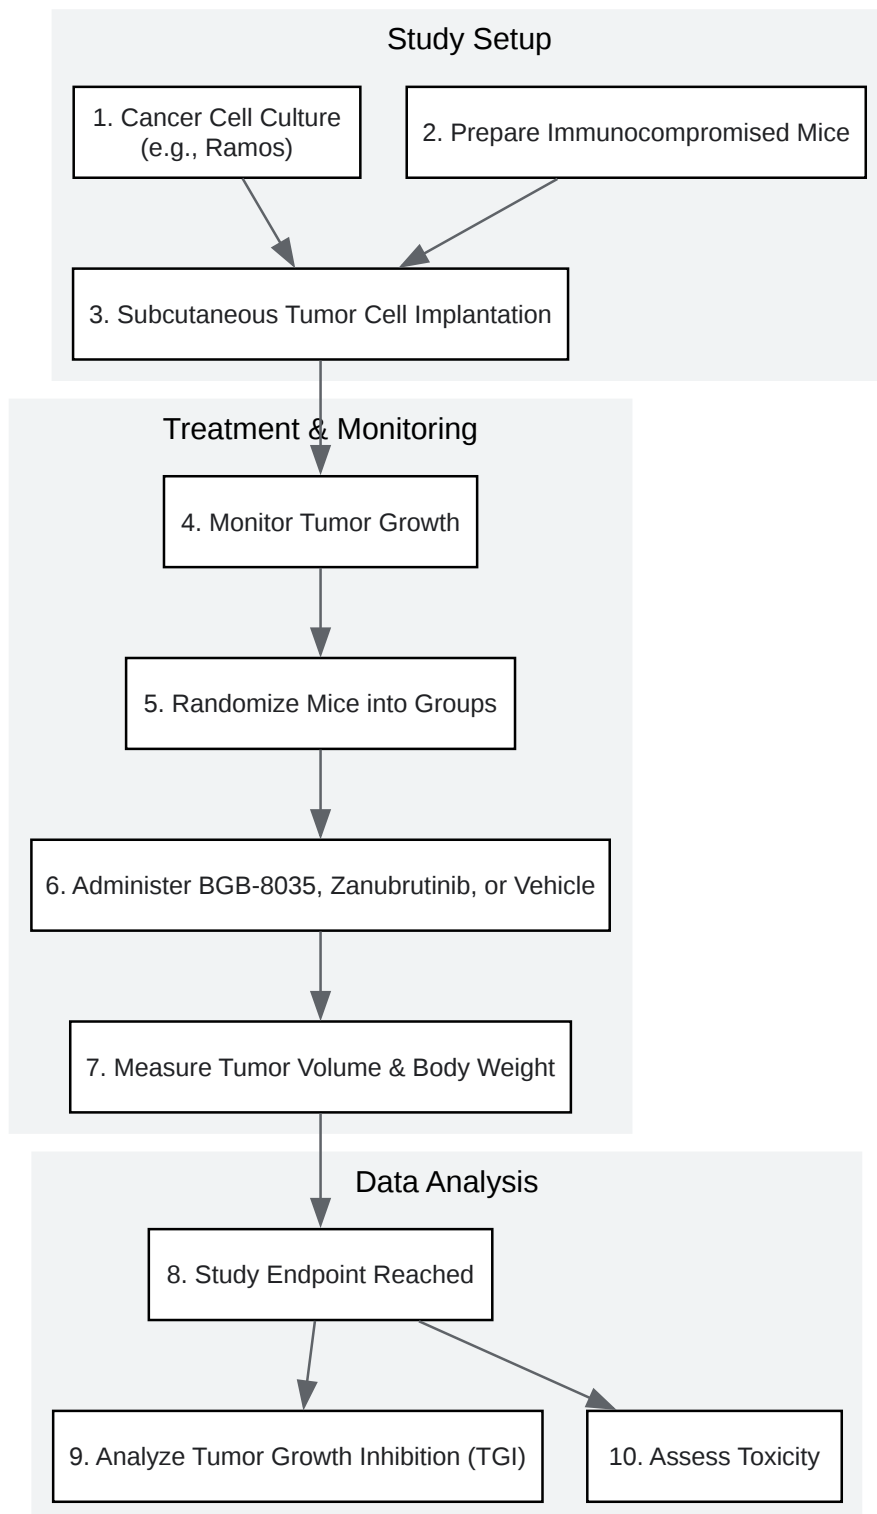 Study Setup
1. Cancer Cell Culture
(e.g., Ramos)
2. Prepare Immunocompromised Mice
3. Subcutaneous Tumor Cell Implantation
Treatment & Monitoring
4. Monitor Tumor Growth
5. Randomize Mice into Groups
6. Administer BGB-8035, Zanubrutinib, or Vehicle
7. Measure Tumor Volume & Body Weight
Data Analysis
8. Study Endpoint Reached
9. Analyze Tumor Growth Inhibition (TGI)
10. Assess Toxicity